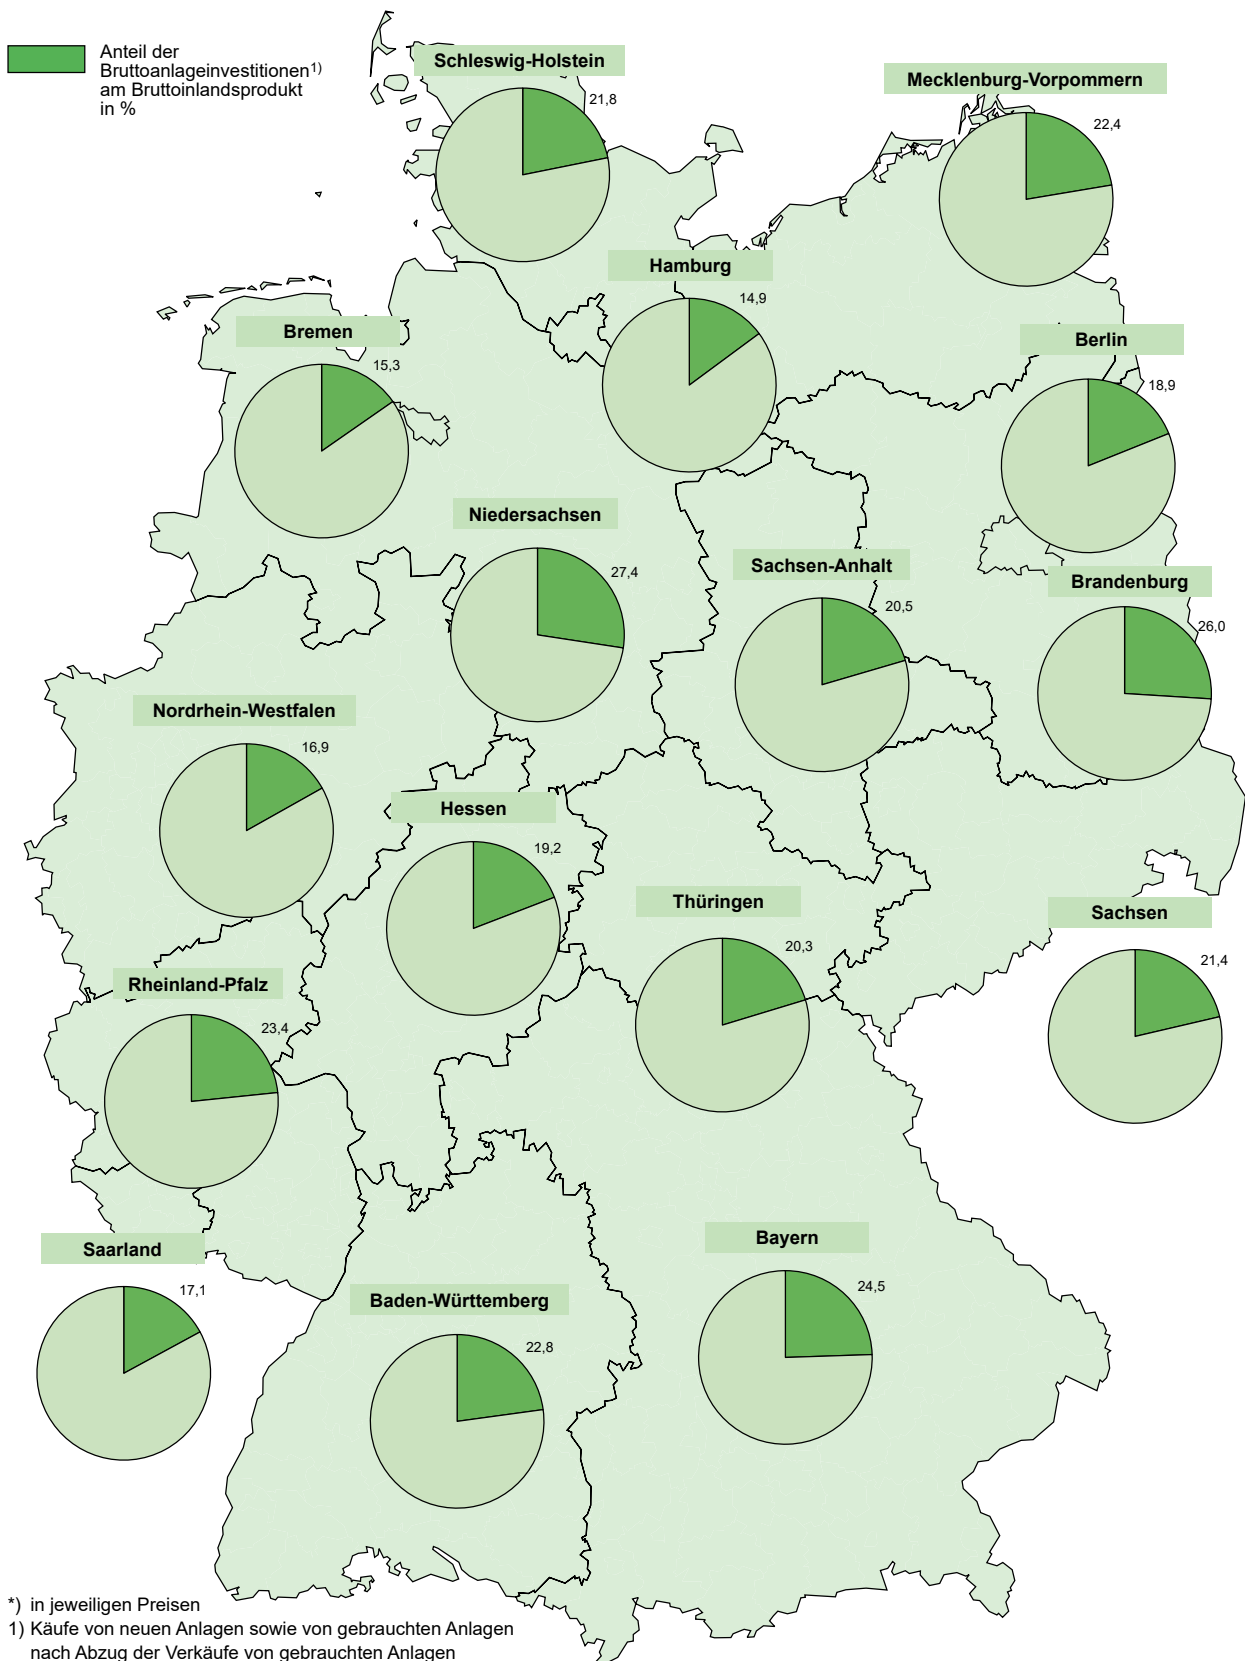 Anteil der
Bruttoanlageinvestitionen1)
am Bruttoinlandsprodukt
in %
Schleswig-Holstein
21,8
Mecklenburg-Vorpommern
22,4
Hamburg
14,9
Bremen
15,3
Berlin
18,9
Niedersachsen
27,4
Sachsen-Anhalt
20,5
Brandenburg
26,0
Nordrhein-Westfalen
16,9
Hessen
19,2
Thüringen
20,3
Sachsen
21,4
Rheinland-Pfalz
23,4
Saarland
17,1
Baden-Württemberg
22,8
Bayern
24,5
*) in jeweiligen Preisen
1) Käufe von neuen Anlagen sowie von gebrauchten Anlagen
nach Abzug der Verkäufe von gebrauchten Anlagen